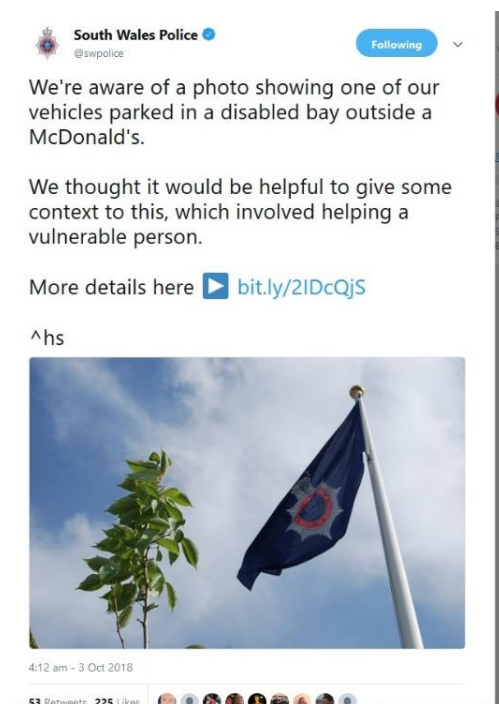 South Wales Police
@swpolice
Following
We're aware of a photo showing one of our
vehicles parked in a disabled bay outside a
McDonald's.
We thought it would be helpful to give some
context to this, which involved helping a
vulnerable person.
More details here ▶ bit.ly/2IDcQjS
^hs
4:12 am - 3 Oct 2018
53 Retweets 225 Likes